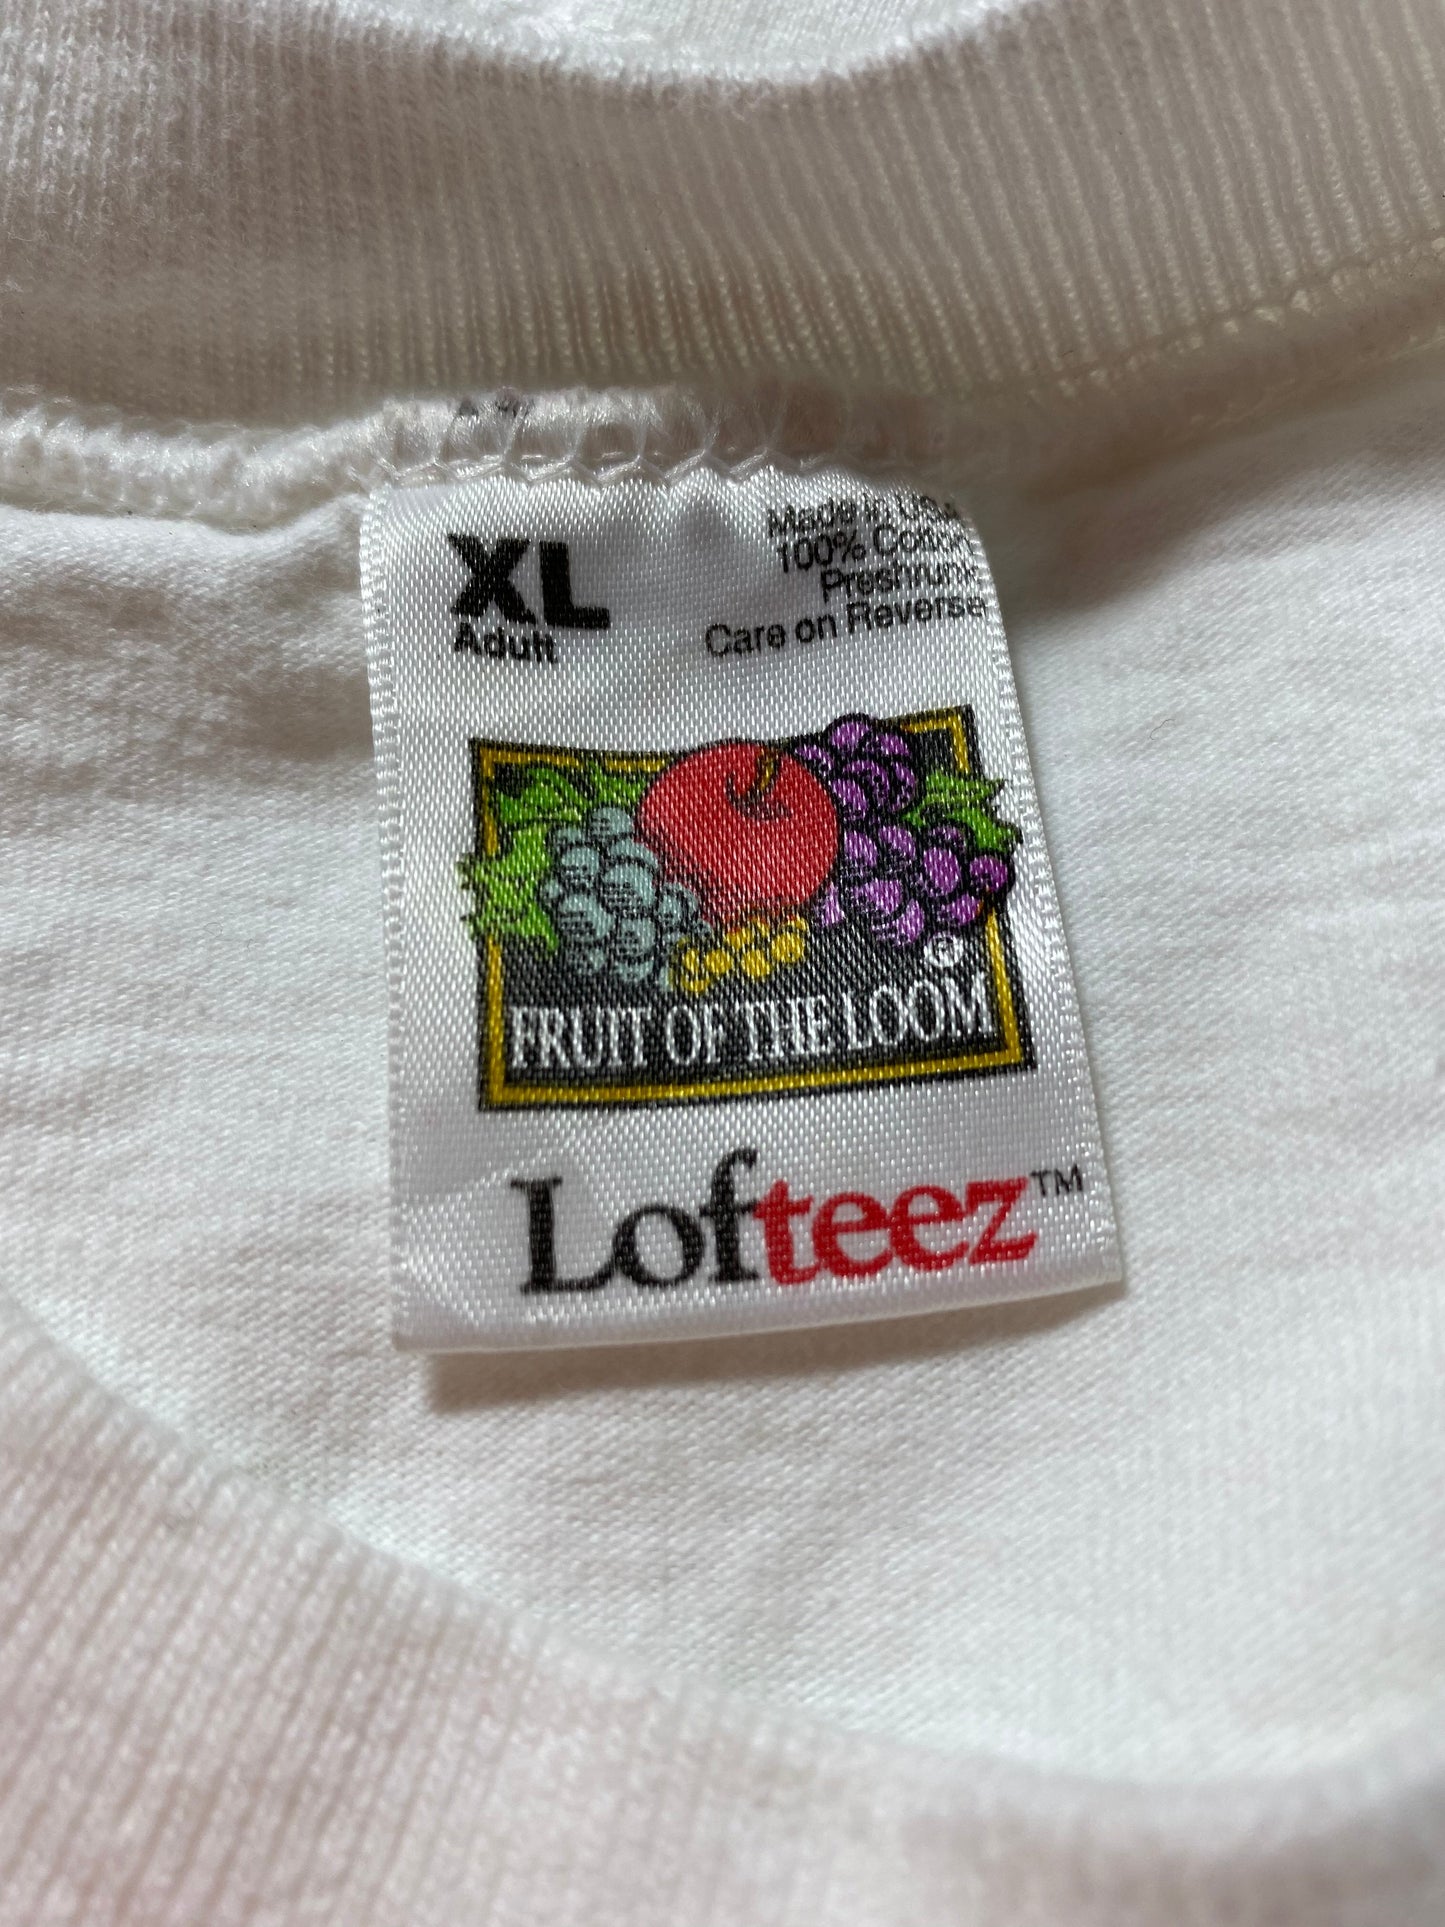 XL
Adult
Made in USA
100% Cotton
Preshrunk
Care on Reverse
®
FRUIT OF THE LOOM
Lofteez™